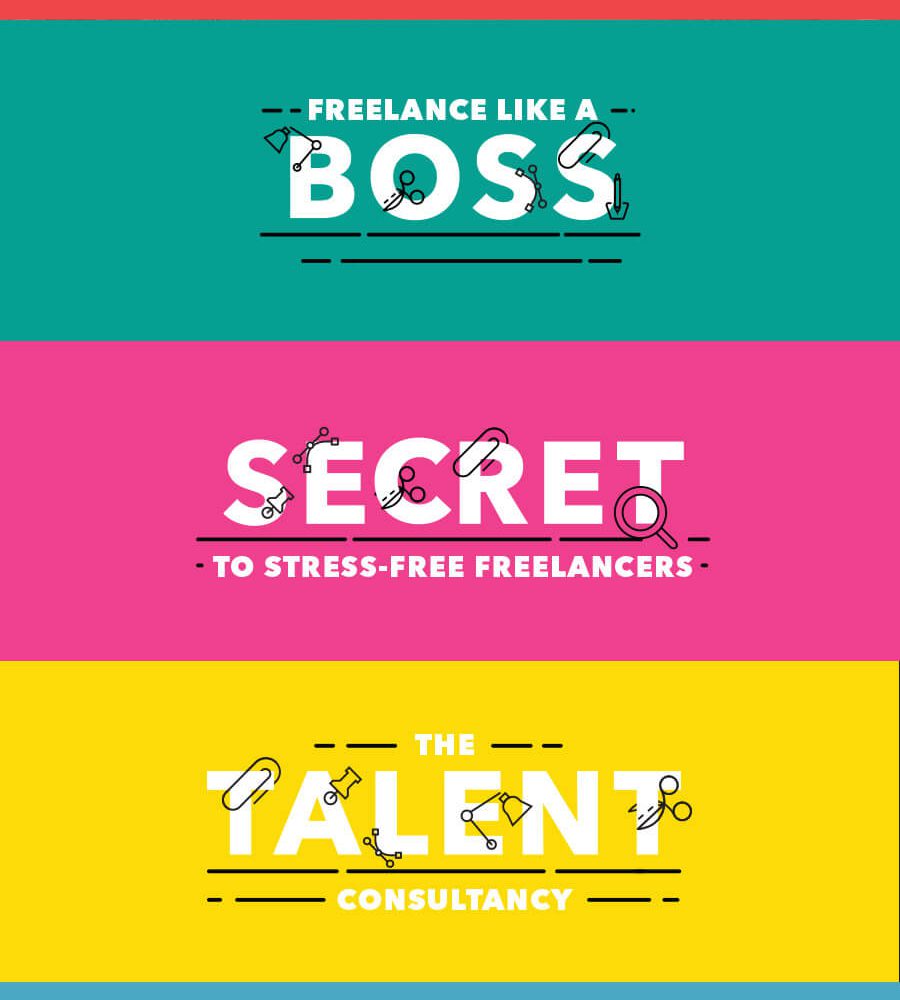 FREELANCE LIKE A
BOSS
SECRET
TO STRESS-FREE FREELANCERS
THE
TALENT
CONSULTANCY